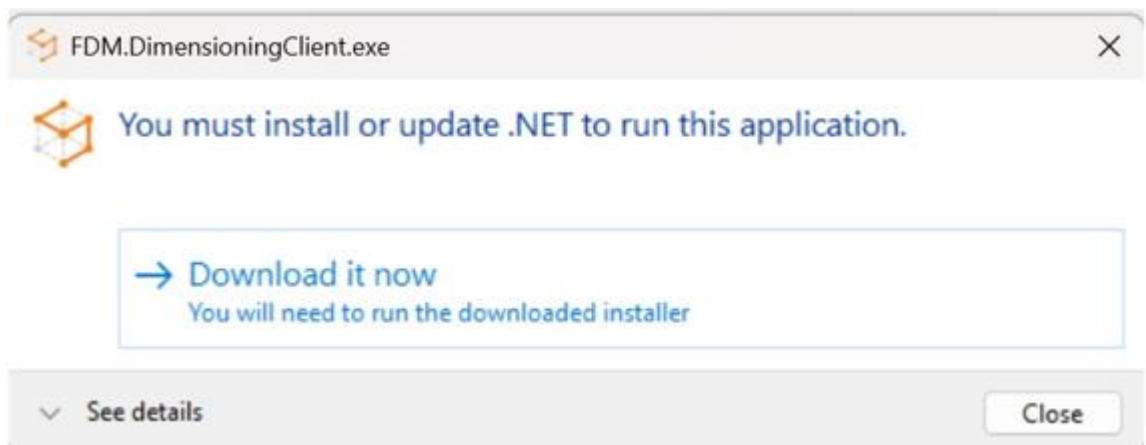 FDM.DimensioningClient.exe
You must install or update .NET to run this application.
Download it now
You will need to run the downloaded installer
See details
Close